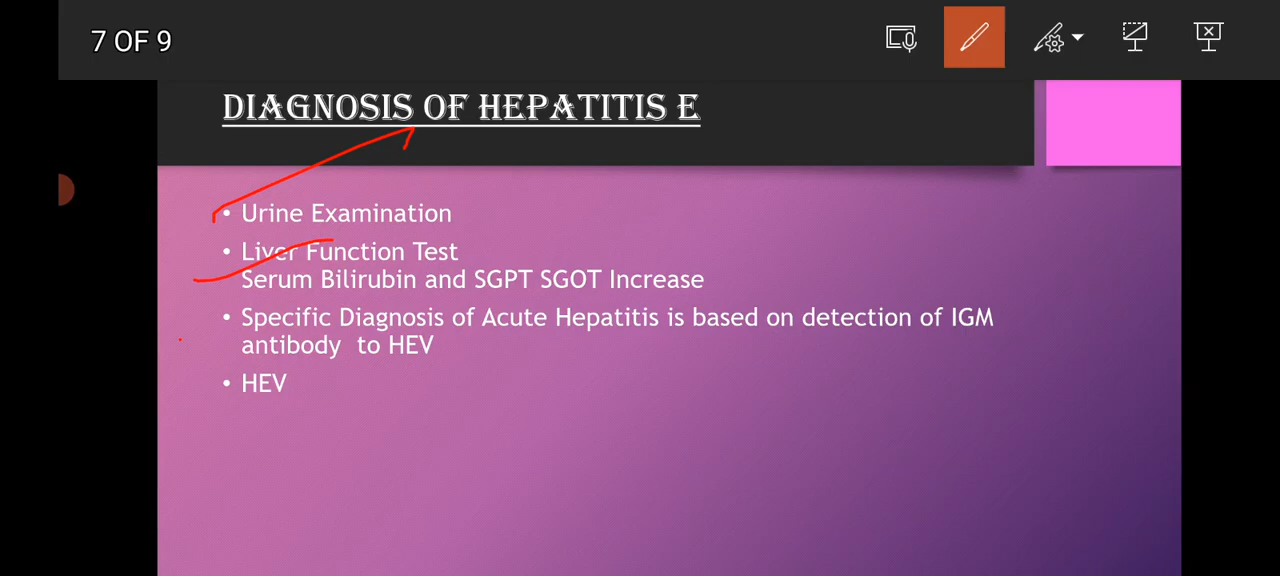 7 OF 9
DIAGNOSIS OF HEPATITIS E
• Urine Examination
• Liver Function Test
Serum Bilirubin and SGPT SGOT Increase
• Specific Diagnosis of Acute Hepatitis is based on detection of IGM
antibody to HEV
• HEV